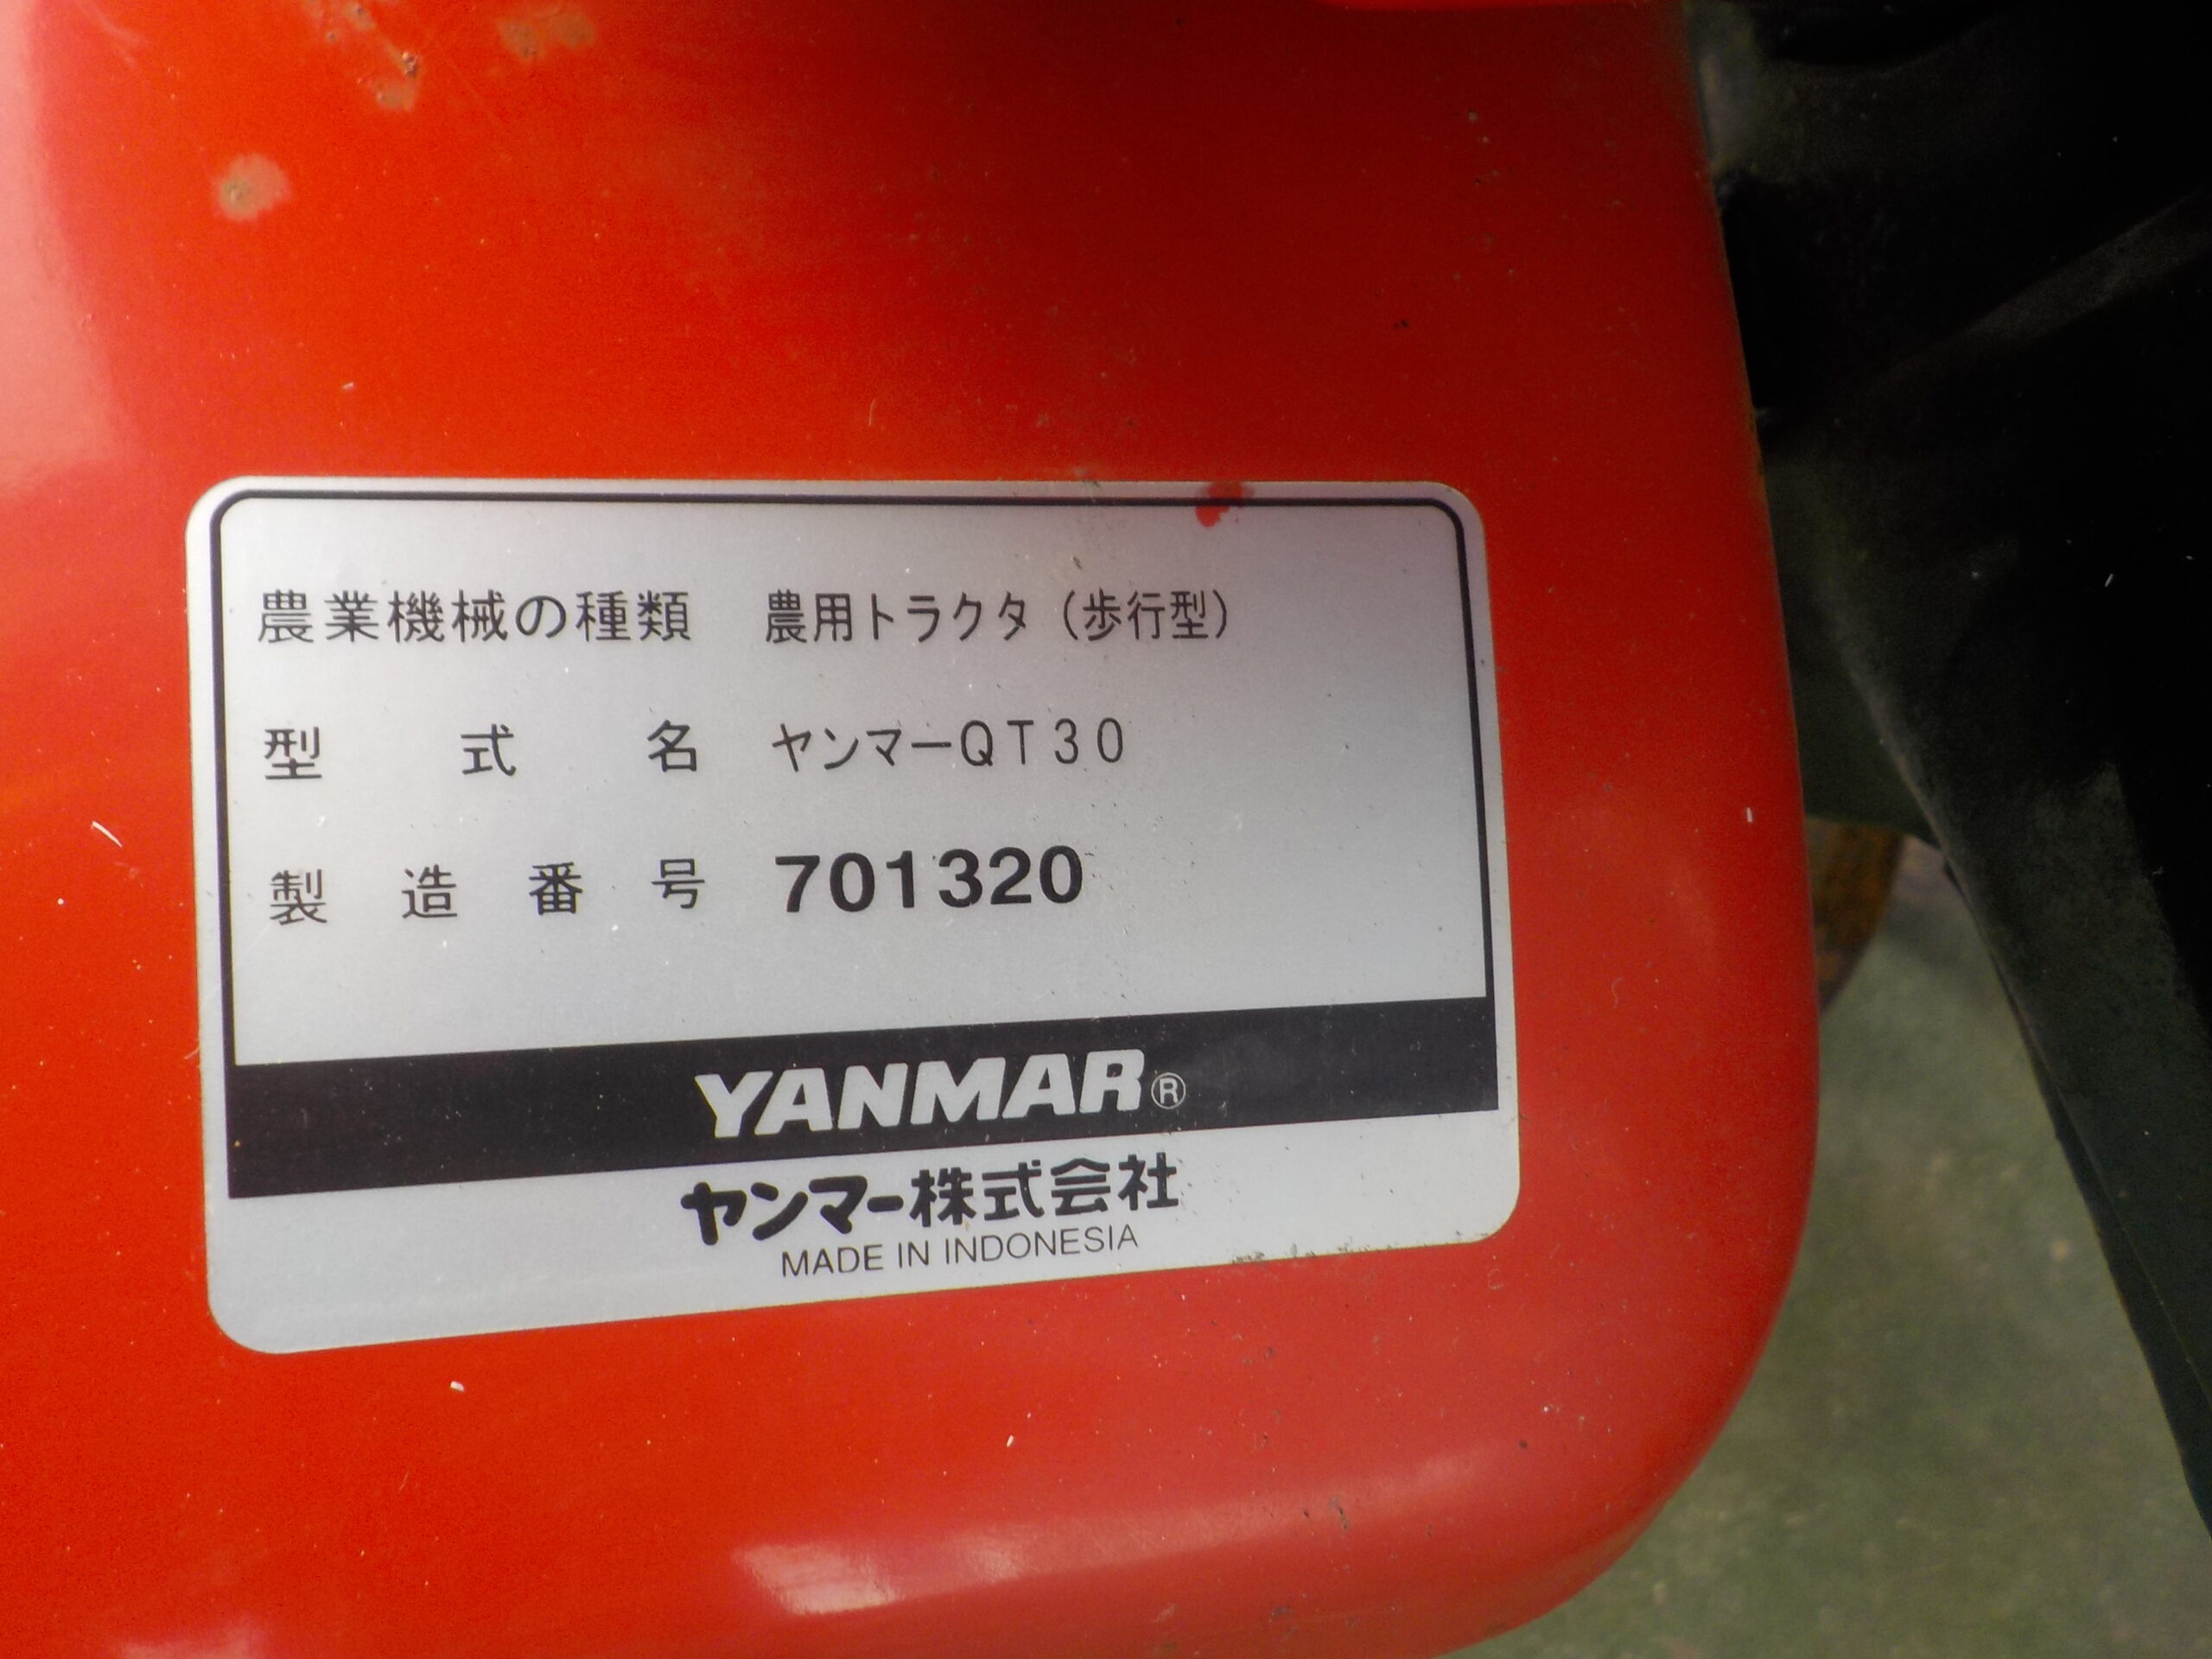 農業機械の種類 農用トラクタ（歩行型）
型式名 ヤンマーQT30
製造番号 701320
YANMAR®
ヤンマー株式会社
MADE IN INDONESIA